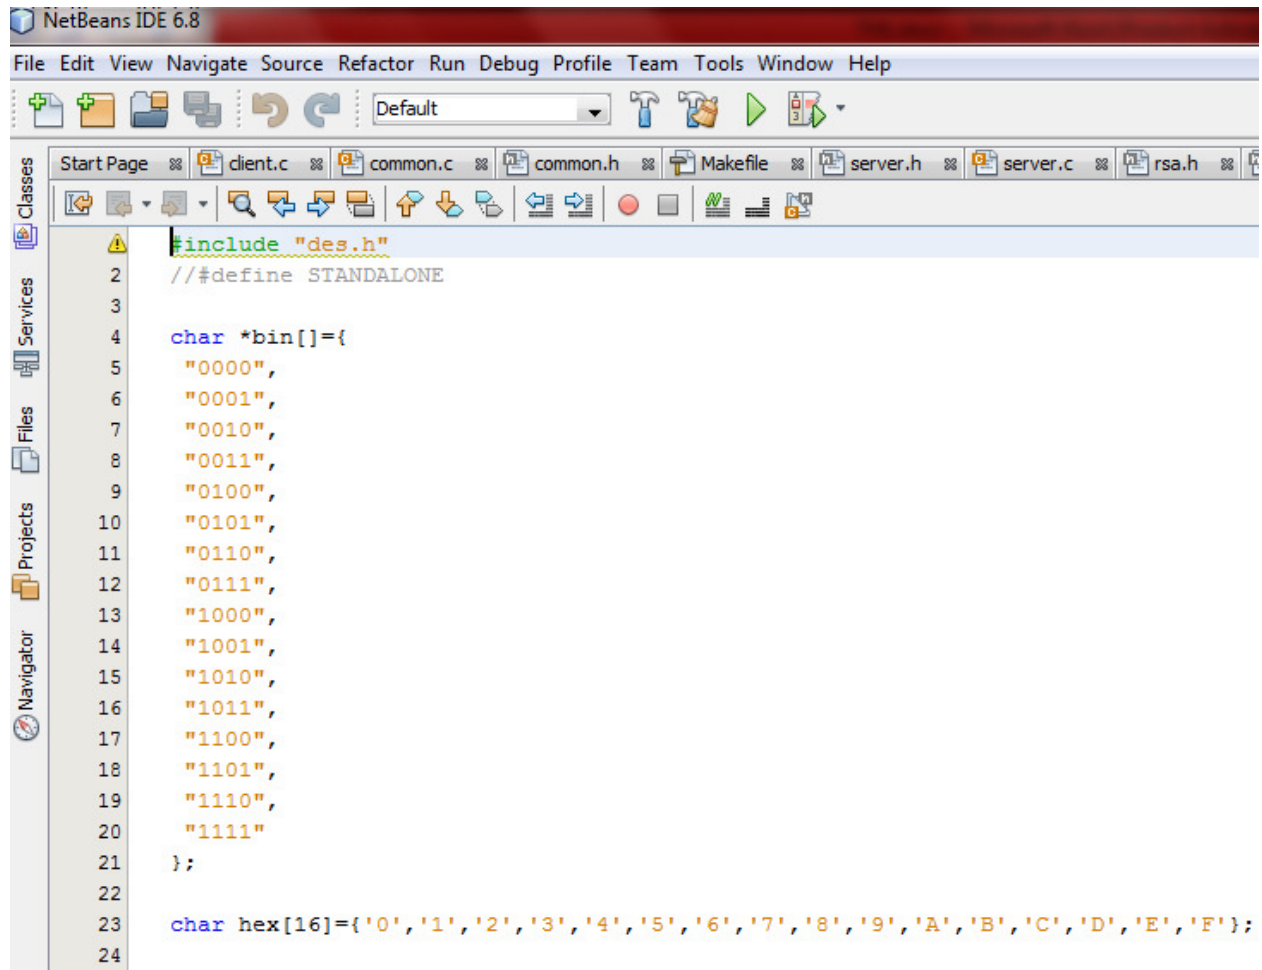 NetBeans IDE 6.8
File Edit View Navigate Source Refactor Run Debug Profile Team Tools Window Help
Default
Start Page client.c common.c common.h Makefile server.h server.c rsa.h
Classes
Services
Files
Projects
Navigator
#include "des.h"
2 //#define STANDALONE
3
4 char *bin[]={
5 "0000",
6 "0001",
7 "0010",
8 "0011",
9 "0100",
10 "0101",
11 "0110",
12 "0111",
13 "1000",
14 "1001",
15 "1010",
16 "1011",
17 "1100",
18 "1101",
19 "1110",
20 "1111"
21 };
22
23 char hex[16]={'0','1','2','3','4','5','6','7','8','9','A','B','C','D','E','F'};
24